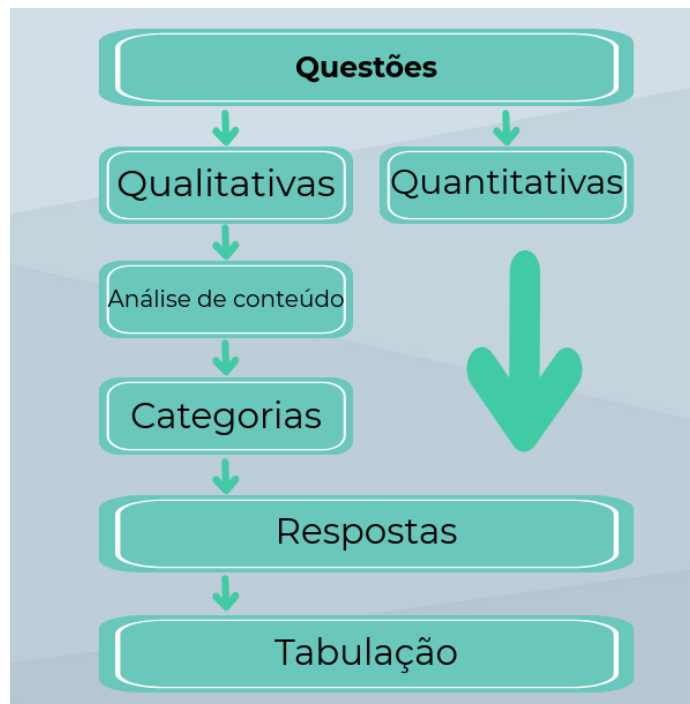 Questões
Qualitativas
Quantitativas
Análise de conteúdo
Categorias
Respostas
Tabulação